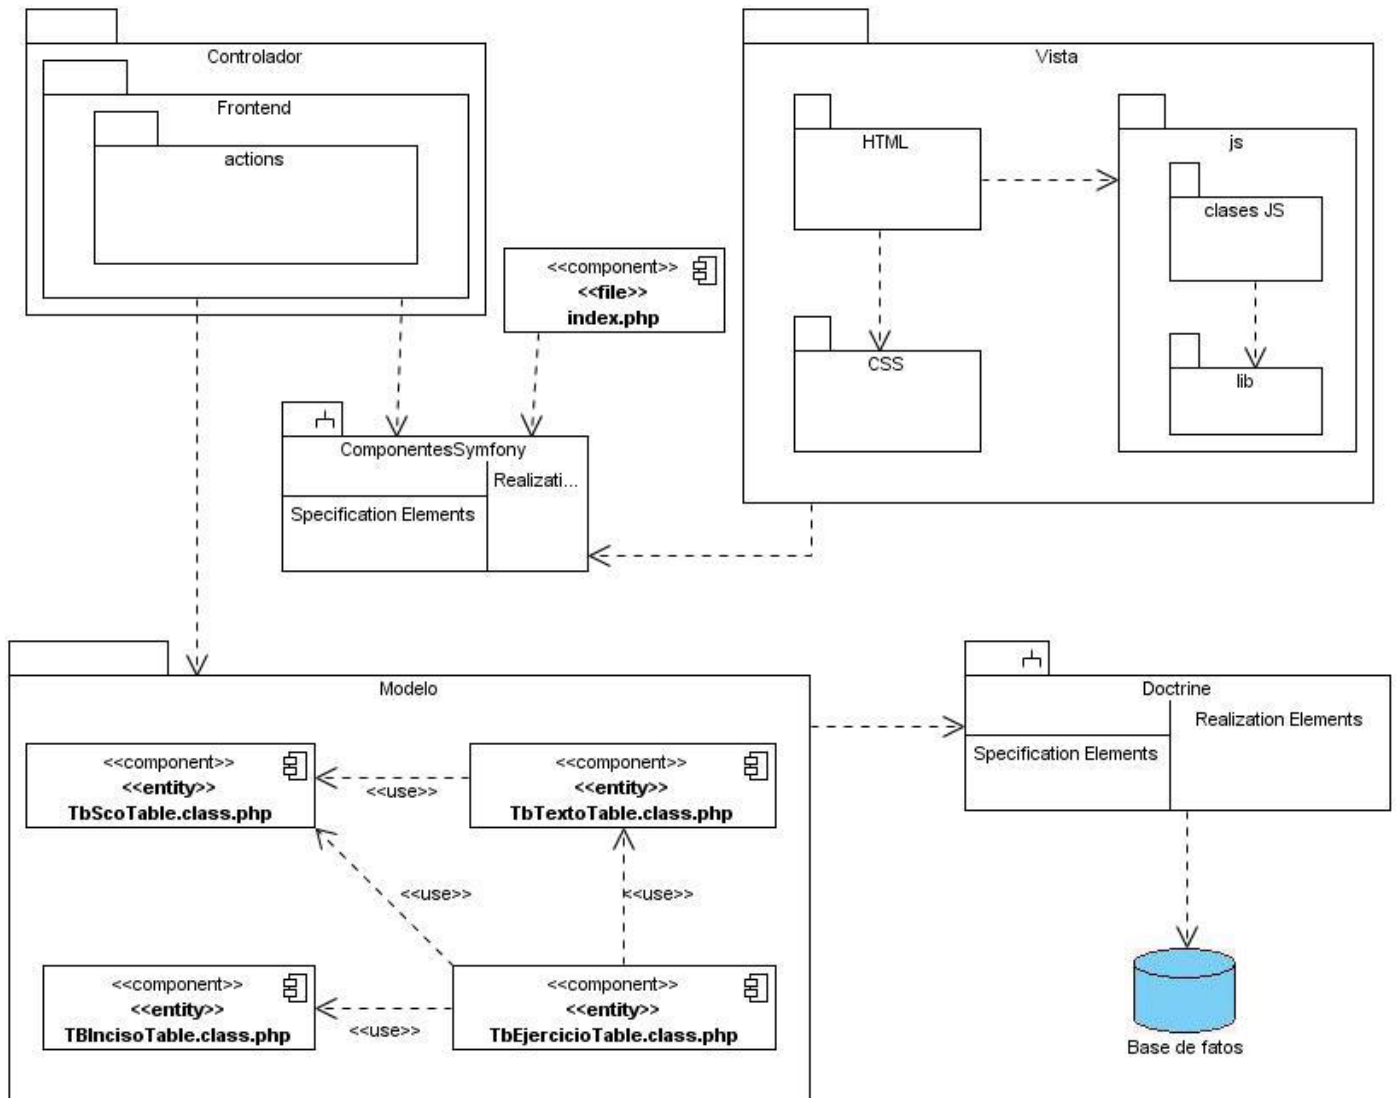 Controlador
Frontend
actions
Vista
HTML
js
clases JS
CSS
lib
<<component>>
<<file>>
index.php
ComponentesSymfony
Realizati...
Specification Elements
Modelo
<<component>>
<<entity>>
TbScoTable.class.php
<<use>>
<<component>>
<<entity>>
TbTextoTable.class.php
<<use>>
<<use>>
<<component>>
<<entity>>
TBIncisoTable.class.php
<<use>>
<<component>>
<<entity>>
TbEjercicioTable.class.php
Doctrine
Realization Elements
Specification Elements
Base de fatos